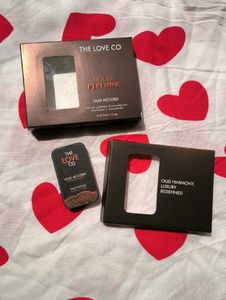 THE LOVE CO
SOLID
PERFUME
OUD ACCORD
THE
LOVE
CO
OUD ACCORD
OUD HARMONY,
LUXURY
REDEFINED